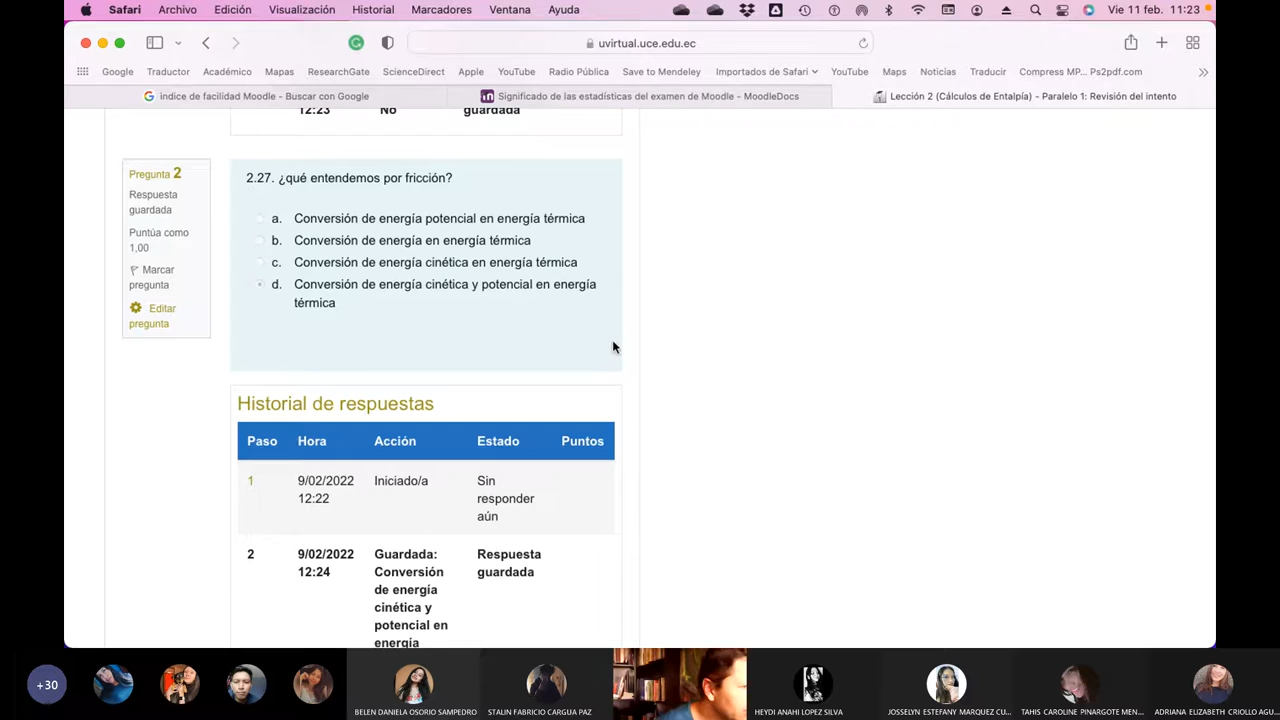 Safari Archivo Edición Visualización Historial Marcadores Ventana Ayuda Vie 11 feb. 11:23
uvirtual.uce.edu.ec
Google Traductor Académico Mapas ResearchGate ScienceDirect Apple YouTube Radio Pública Save to Mendeley Importados de Safari YouTube Maps Noticias Traducir Compress MP... Ps2pdf.com
indice de facilidad Moodle - Buscar con Google
Significado de las estadísticas del examen de Moodle - MoodleDocs
Lección 2 (Cálculos de Entalpía) - Paralelo 1: Revisión del intento
12:23 No guardada
Pregunta 2
Respuesta
guardada
Puntúa como
1,00
Marcar
pregunta
Editar
pregunta
2.27. ¿qué entendemos por fricción?
a. Conversión de energía potencial en energía térmica
b. Conversión de energía en energía térmica
c. Conversión de energía cinética en energía térmica
d. Conversión de energía cinética y potencial en energía
térmica
Historial de respuestas
Paso Hora Acción Estado Puntos
1 9/02/2022 Iniciado/a Sin
12:22 responder
aún
2 9/02/2022 Guardada: Respuesta
12:24 Conversión guardada
de energía
cinética y
potencial en
energía
+30
BELEN DANIELA OSORIO SAMPEDRO
STALIN FABRICIO CARGUA PAZ
HEYDI ANAHI LOPEZ SILVA
JOSSELYN ESTEFANY MARQUEZ CU...
TAHIS CAROLINE PINARGOTE MEN...
ADRIANA ELIZABETH CRIOLLO AGU...